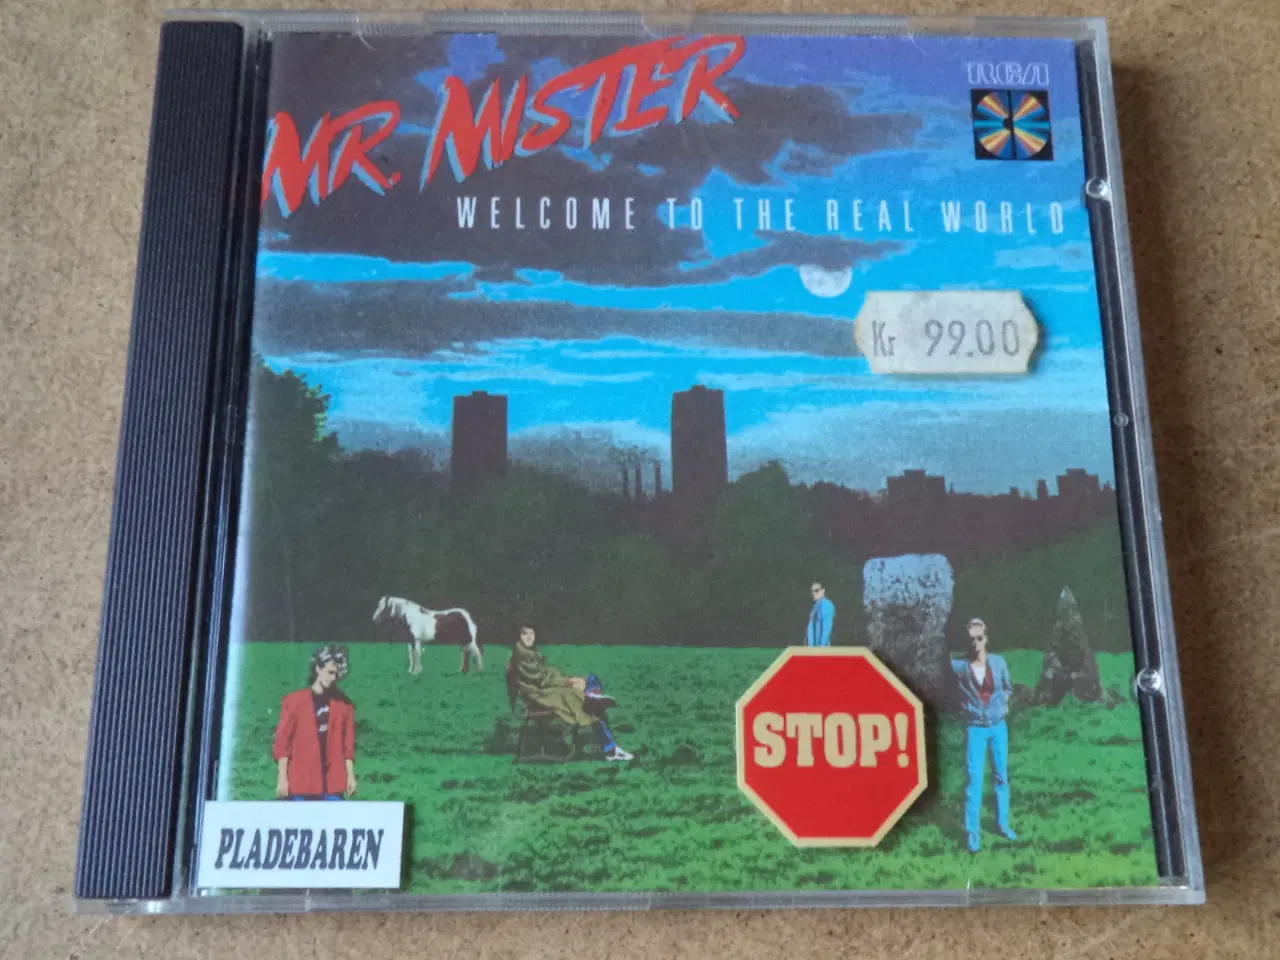 MR. MISTER
RCA
WELCOME TO THE REAL WORLD
Kr 99.00
STOP!
PLADEBAREN